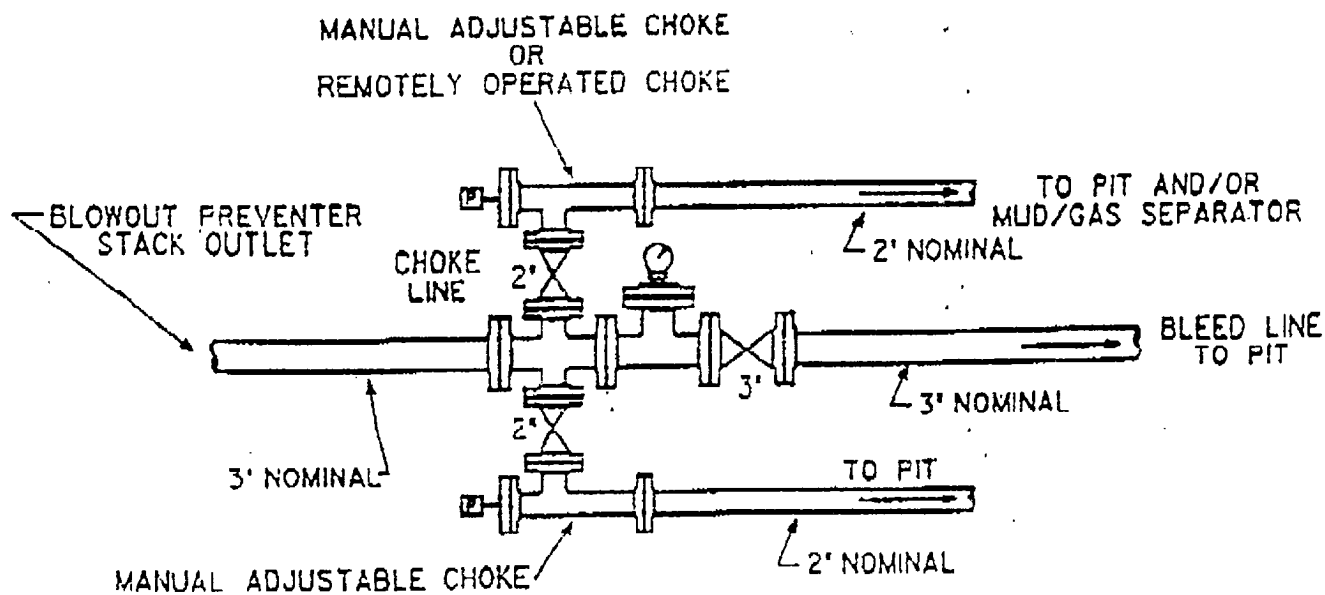 MANUAL ADJUSTABLE CHOKE
OR
REMOTELY OPERATED CHOKE
P
TO PIT AND/OR
MUD/GAS SEPARATOR
BLOWOUT PREVENTER
STACK OUTLET
2" NOMINAL
CHOKE
LINE
2"
BLEED LINE
TO PIT
3"
3" NOMINAL
2"
3" NOMINAL
TO PIT
P
2" NOMINAL
MANUAL ADJUSTABLE CHOKE